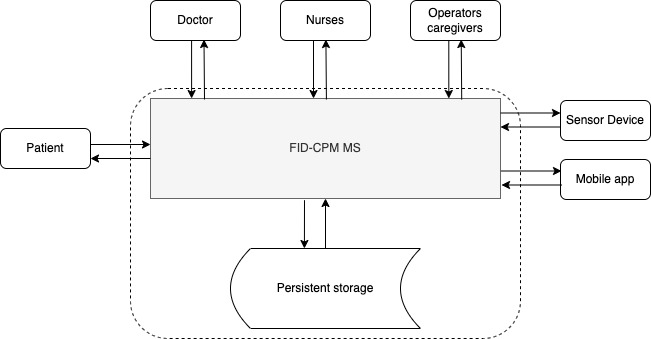 Doctor
Nurses
Operators
caregivers
Sensor Device
FID-CPM MS
Patient
Mobile app
Persistent storage